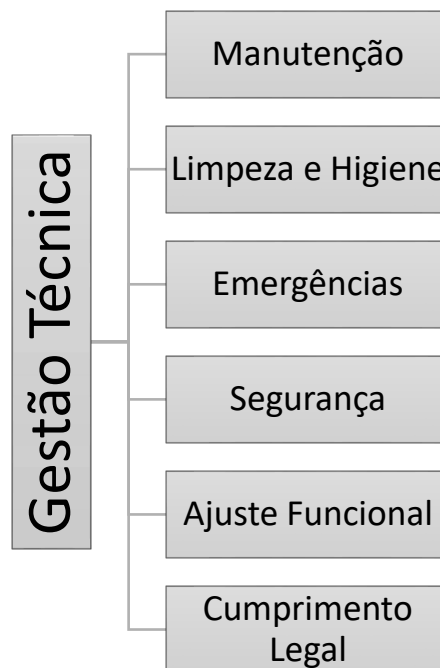 Gestão Técnica
Manutenção
Limpeza e Higiene
Emergências
Segurança
Ajuste Funcional
Cumprimento
Legal